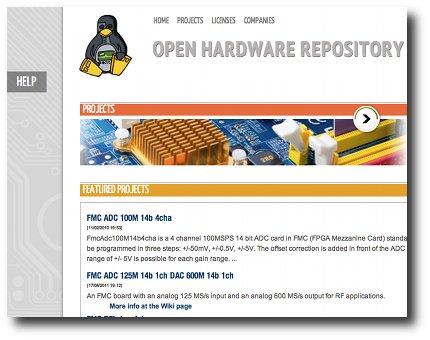 HOME PROJECTS LICENSES COMPANIES
OPEN HARDWARE REPOSITORY
HELP
PROJECTS
FEATURED PROJECTS
FMC ADC 100M 14b 4cha
(11/02/2010 19:53)
FmcAdc100M14b4cha is a 4 channel 100MSPS 14 bit ADC card in FMC (FPGA Mezzanine Card) standa
be programmed in three steps: +/-50mV, +/-0.5V, +/-5V. The offset correction is added in front of the ADC
range of +/- 5V is possible for each gain range. ...
FMC ADC 125M 14b 1ch DAC 600M 14b 1ch
(17/08/2011 16:12)
An FMC board with an analog 125 MS/s input and an analog 600 MS/s output for RF applications.
More info at the Wiki page